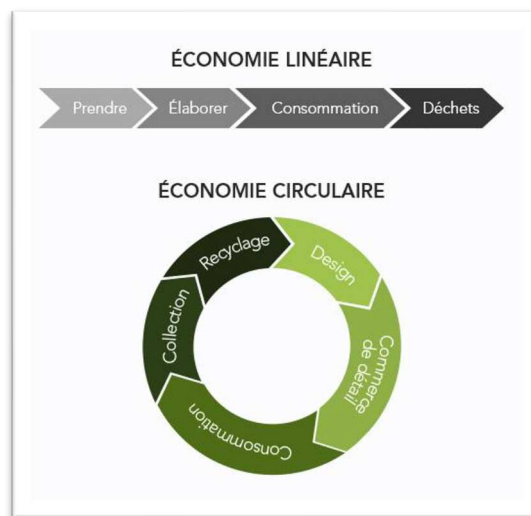 ÉCONOMIE LINÉAIRE
Prendre
Élaborer
Consommation
Déchets
ÉCONOMIE CIRCULAIRE
Design
Commerce
de détail
Consommation
Collection
Recyclage